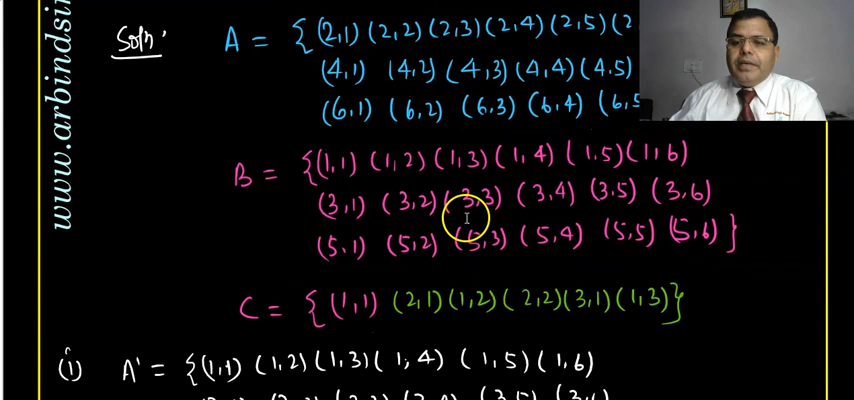 www.arbindsin
Soln.
A = { (2,1) (2,2) (2,3) (2,4) (2,5) (2
(4,1) (4,2) (4,3) (4,4) (4,5)
(6,1) (6,2) (6,3) (6,4) (6,5
B = {(1,1) (1,2) (1,3) (1,4) (1,5) (1,6)
(3,1) (3,2) (3,3) (3,4) (3,5) (3,6)
(5,1) (5,2) (5,3) (5,4) (5,5) (5,6) }
C = { (1,1) (2,1) (1,2) (2,2) (3,1) (1,3) }
(i) A' = {(1,1) (1,2) (1,3) (1,4) (1,5) (1,6)